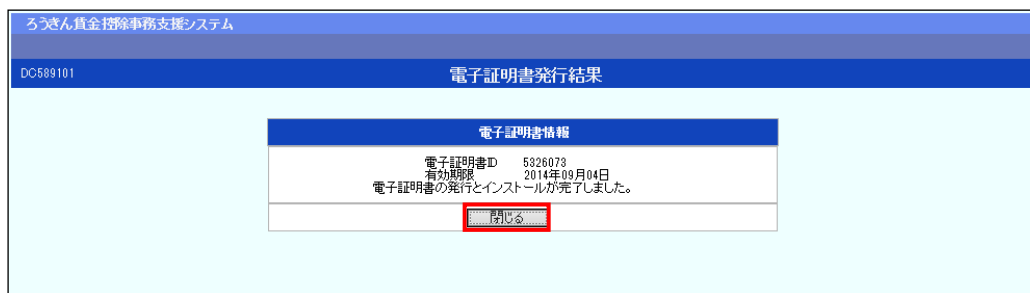 ろうきん賃金控除事務支援システム
DC589101
電子証明書発行結果
電子証明書情報
電子証明書ID 5326073
有効期限 2014年09月04日
電子証明書の発行とインストールが完了しました。
閉じる